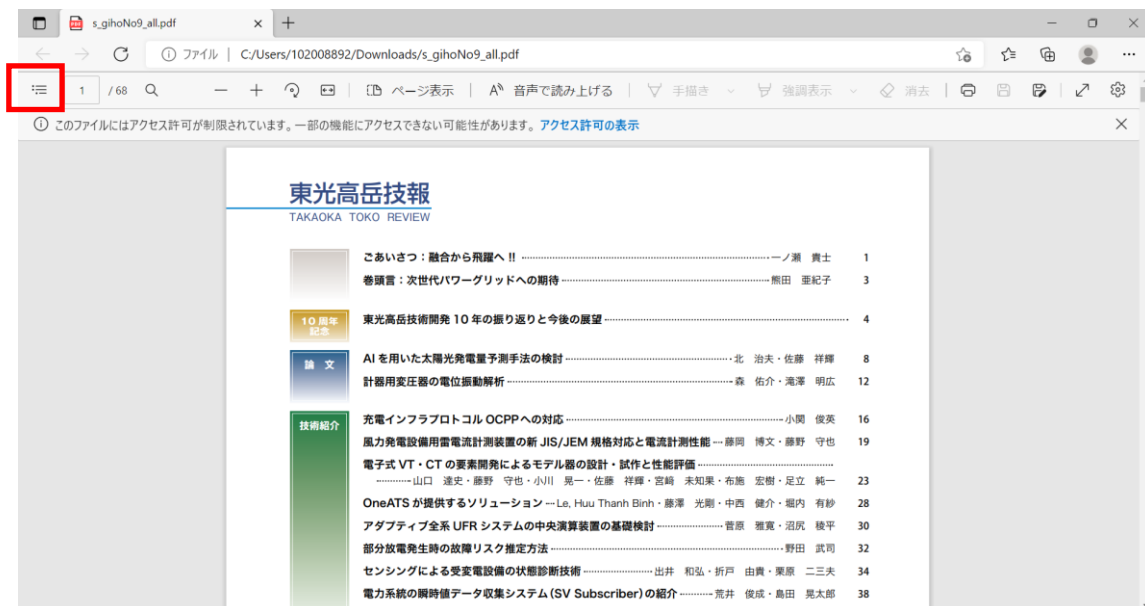 s_gihoNo9_all.pdf
ファイル | C:/Users/102008892/Downloads/s_gihoNo9_all.pdf
1 / 68 ページ表示 音声で読み上げる 手描き 強調表示 消去
このファイルにはアクセス許可が制限されています。一部の機能にアクセスできない可能性があります。 アクセス許可の表示
東光高岳技報
TAKAOKA TOKO REVIEW
ごあいさつ：融合から飛躍へ !! 一ノ瀬 貴士 1
巻頭言：次世代パワーグリッドへの期待 熊田 亜紀子 3
10周年
記念
東光高岳技術開発 10 年の振り返りと今後の展望 4
論 文
AI を用いた太陽光発電量予測手法の検討 北 治夫・佐藤 祥輝 8
計器用変圧器の電位振動解析 森 佑介・滝澤 明広 12
技術紹介
充電インフラプロトコル OCPP への対応 小関 俊英 16
風力発電設備用雷電流計測装置の新 JIS/JEM 規格対応と電流計測性能 藤岡 博文・藤野 守也 19
電子式 VT・CT の要素開発によるモデル器の設計・試作と性能評価
山口 達史・藤野 守也・小川 晃一・佐藤 祥輝・宮﨑 未知果・布施 宏樹・足立 純一 23
OneATS が提供するソリューション Le, Huu Thanh Binh・藤澤 光剛・中西 健介・堀内 有紗 28
アダプティブ全系 UFR システムの中央演算装置の基礎検討 菅原 雅寛・沼尻 稜平 30
部分放電発生時の故障リスク推定方法 野田 武司 32
センシングによる受変電設備の状態診断技術 出井 和弘・折戸 由貴・栗原 二三夫 34
電力系統の瞬時値データ収集システム (SV Subscriber) の紹介 荒井 俊成・島田 晃太郎 38